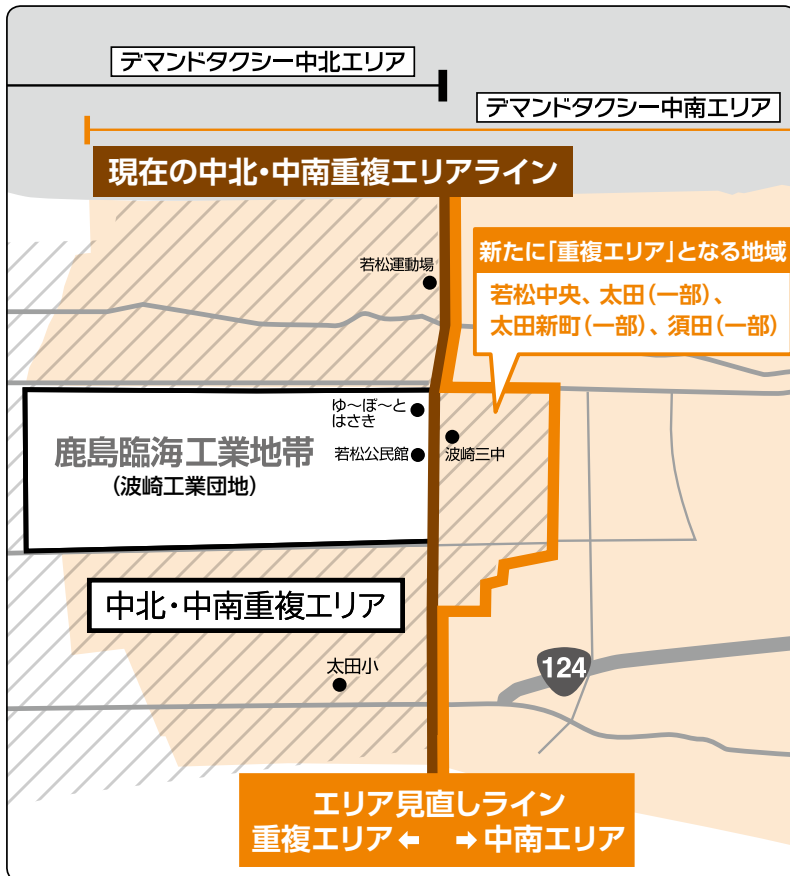 デマンドタクシー中北エリア
デマンドタクシー中南エリア
現在の中北・中南重複エリアライン
新たに「重複エリア」となる地域
若松中央、太田(一部)、
太田新町(一部)、須田(一部)
若松運動場
ゆ〜ぽ〜と
はさき
波崎三中
若松公民館
鹿島臨海工業地帯
(波崎工業団地)
中北・中南重複エリア
太田小
124
エリア見直しライン
重複エリア← →中南エリア